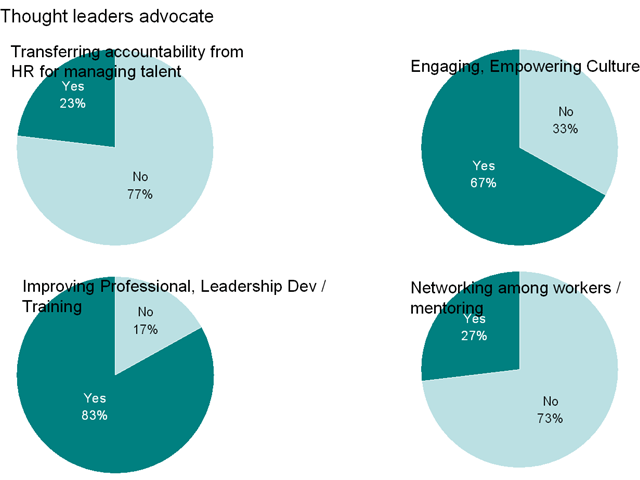 Thought leaders advocate
Transferring accountability from
HR for managing talent
Yes
23%
No
77%
Engaging, Empowering Culture
No
33%
Yes
67%
Improving Professional, Leadership Dev /
Training
No
17%
Yes
83%
Networking among workers /
mentoring
Yes
27%
No
73%